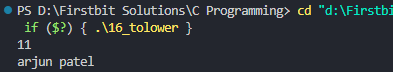 PS D:\Firstbit Solutions\C Programming> cd "d:\Firstbi
if ($?) { .\16_tolower }
11
arjun patel